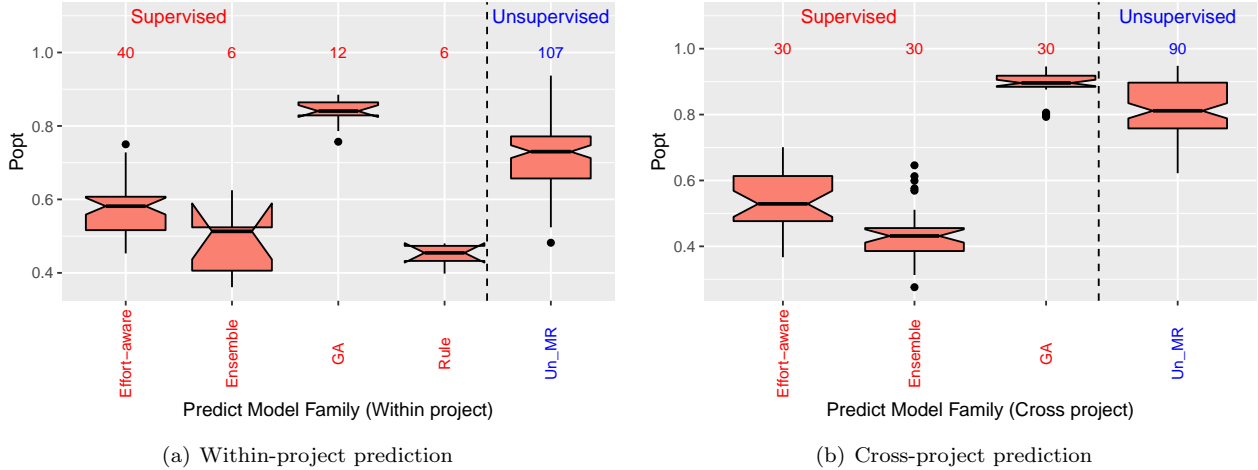 Supervised
Unsupervised
40
6
12
6
107
1.0
0.8
0.6
0.4
Popt
Effort−aware
Ensemble
GA
Rule
Un_MR
Predict Model Family (Within project)
(a) Within-project prediction
Supervised
Unsupervised
30
30
30
90
1.0
0.8
0.6
0.4
Popt
Effort−aware
Ensemble
GA
Un_MR
Predict Model Family (Cross project)
(b) Cross-project prediction